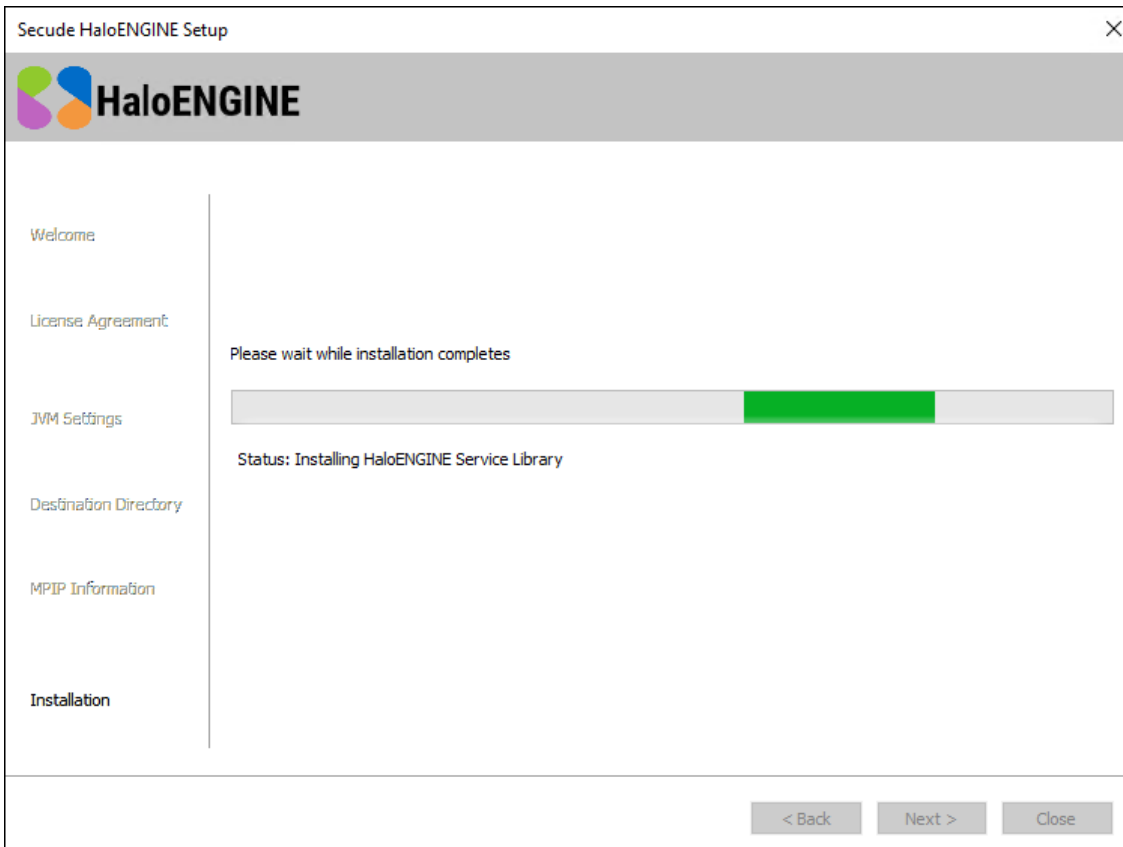 Secude HaloENGINE Setup
HaloENGINE
Welcome
License Agreement
Please wait while installation completes
JVM Settings
Status: Installing HaloENGINE Service Library
Destination Directory
MPIP Information
Installation
< Back Next > Close